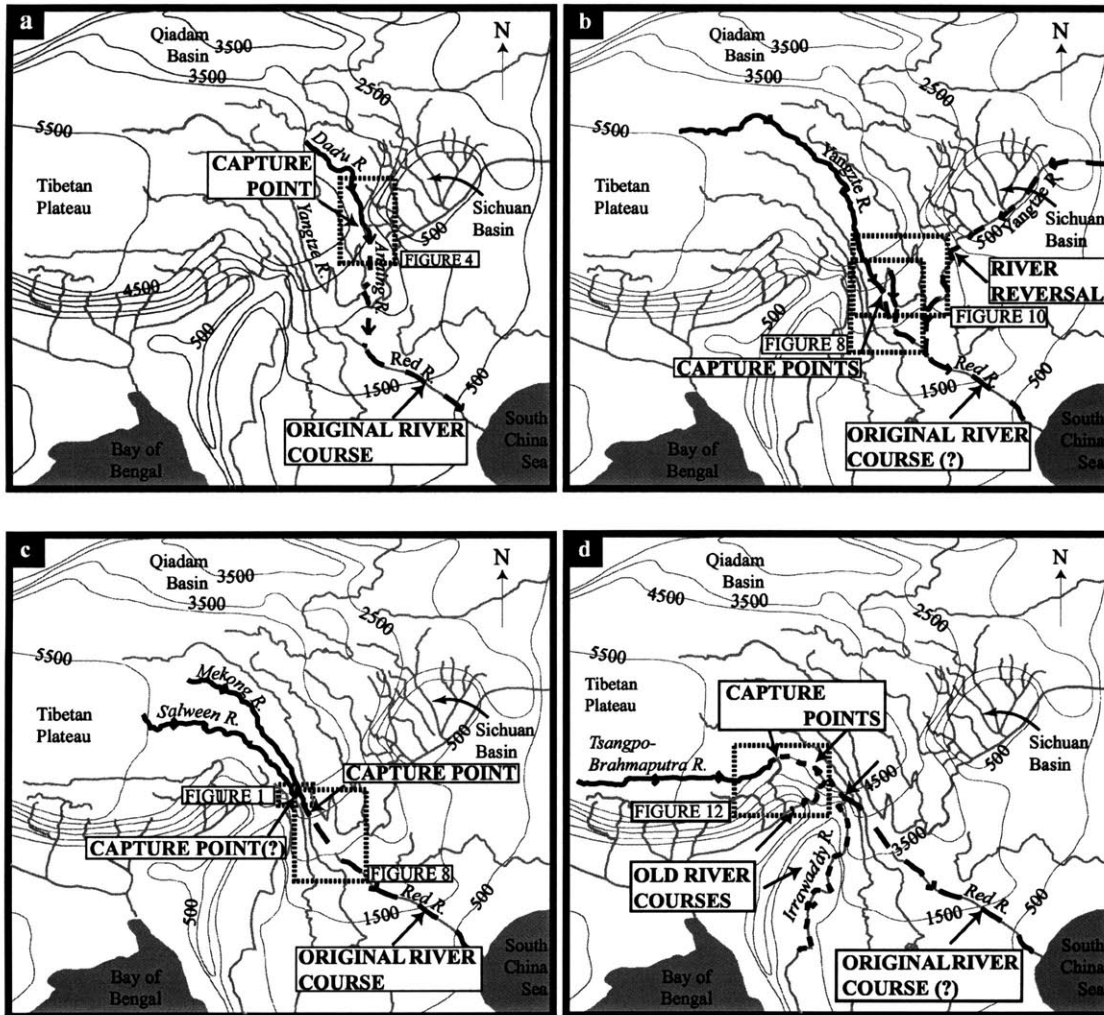 a
Qiadam
Basin
3500
3500
2500
N
5500
Dadu R.
CAPTURE
POINT
Tibetan
Plateau
Yangtze R.
Sichuan
Basin
500
FIGURE 4
Anning R.
4500
500
Red R.
500
1500
ORIGINAL RIVER
COURSE
Bay of
Bengal
South
China
Sea
b
Qiadam
Basin
3500
3500
2500
N
5500
Yangtze R.
Tibetan
Plateau
Yangtze R.
500
Sichuan
Basin
4500
RIVER
REVERSAL
500
FIGURE 10
FIGURE 8
CAPTURE POINTS
Red R.
500
1500
ORIGINAL RIVER
COURSE (?)
Bay of
Bengal
South
China
Sea
c
Qiadam
Basin
3500
3500
2500
N
5500
Mekong R.
Salween R.
Tibetan
Plateau
500
Sichuan
Basin
CAPTURE POINT
FIGURE 1
CAPTURE POINT(?)
FIGURE 8
500
Red R.
500
1500
ORIGINAL RIVER
COURSE
Bay of
Bengal
South
China
Sea
d
Qiadam
Basin
4500
3500
3500
2500
N
5500
CAPTURE
POINTS
Tibetan
Plateau
Sichuan
Basin
Tsangpo-
Brahmaputra R.
500
4500
FIGURE 12
3500
OLD RIVER
COURSES
Irrawaddy R.
Red R.
500
1500
ORIGINAL RIVER
COURSE (?)
Bay of
Bengal
South
China
Sea